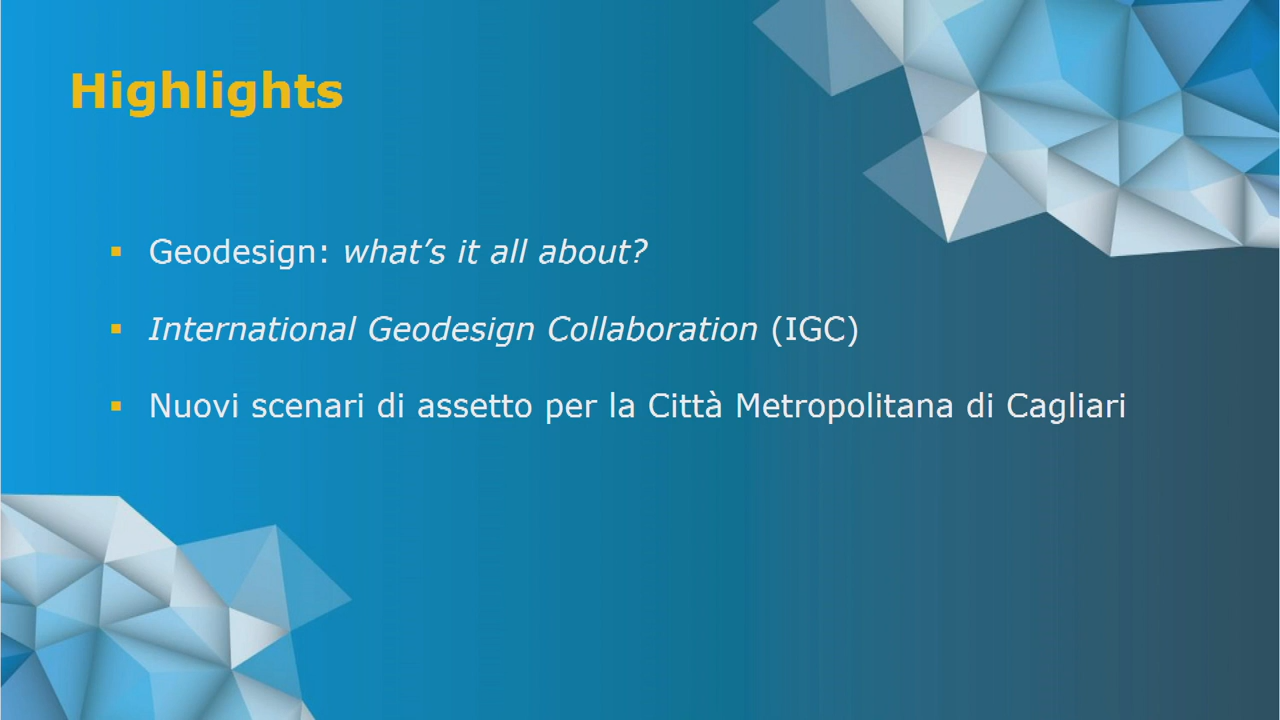 Highlights
Geodesign: what’s it all about?
International Geodesign Collaboration (IGC)
Nuovi scenari di assetto per la Città Metropolitana di Cagliari